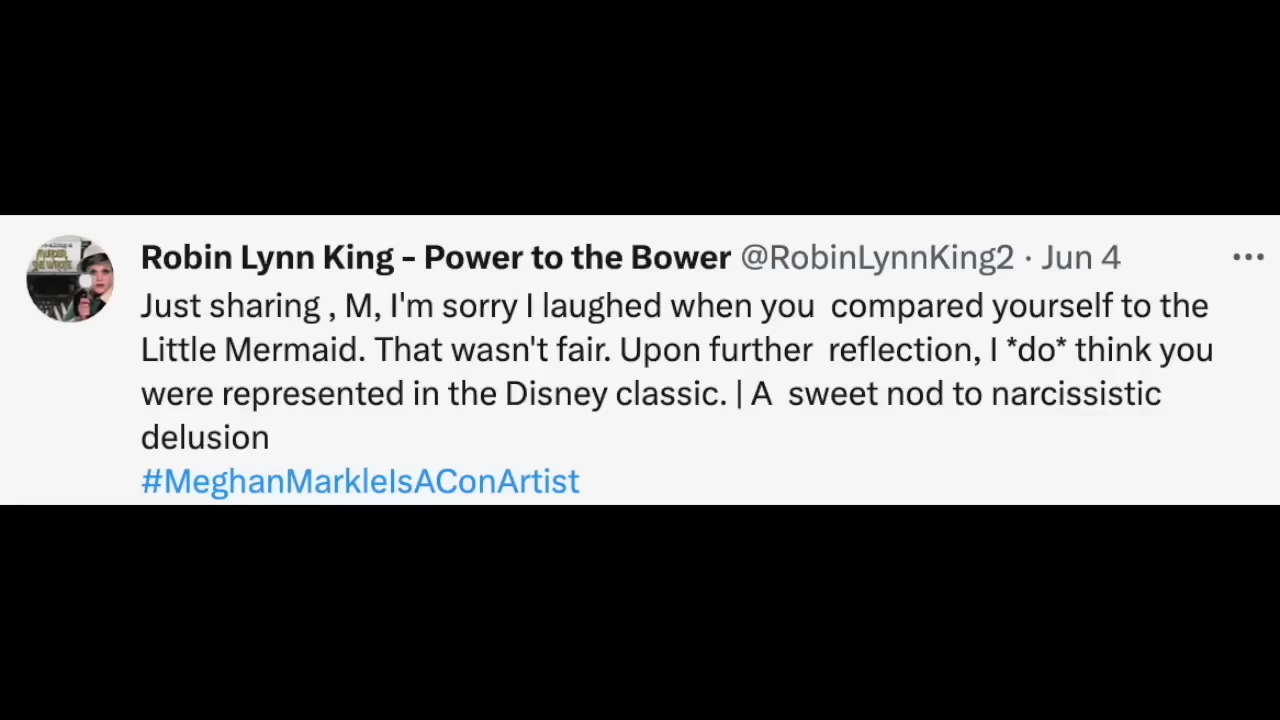 Robin Lynn King - Power to the Bower @RobinLynnKing2 · Jun 4
Just sharing , M, I'm sorry I laughed when you compared yourself to the
Little Mermaid. That wasn't fair. Upon further reflection, I *do* think you
were represented in the Disney classic. | A sweet nod to narcissistic
delusion
#MeghanMarkleIsAConArtist